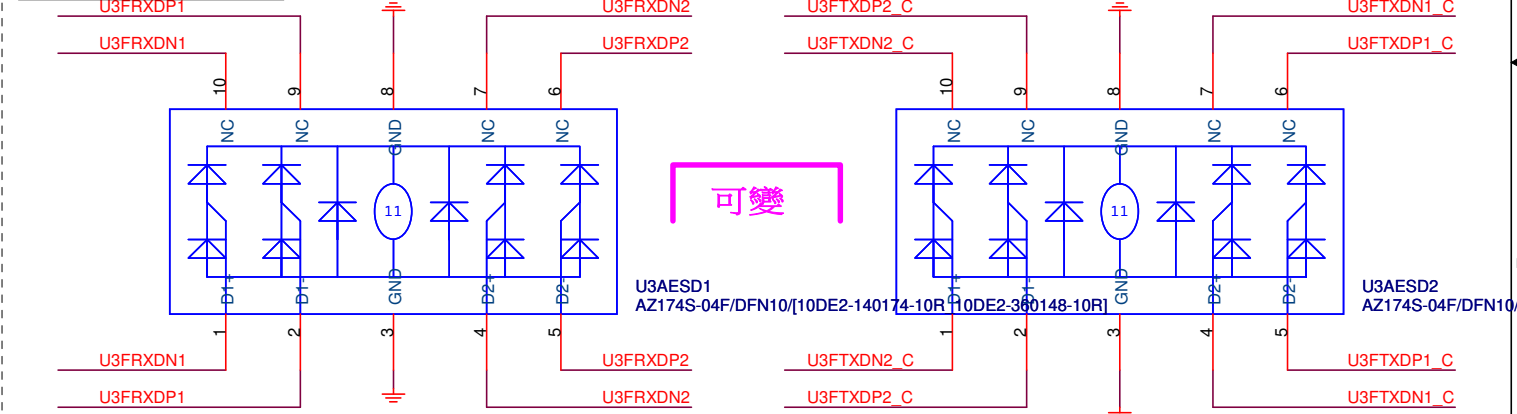 U3FRXDP1
U3FRXDN2
U3FTXDP2_C
U3FTXDN1_C
U3FRXDN1
U3FRXDP2
U3FTXDN2_C
U3FTXDP1_C
10
9
8
7
6
10
9
8
7
6
NC
NC
GND
NC
NC
NC
NC
GND
NC
NC
可變
11
11
D1+
D1-
GND
D2+
D2-
D1+
D1-
GND
D2+
D2-
U3AESD1
AZ174S-04F/DFN10/[10DE2-140174-10R 10DE2-360148-10R]
U3AESD2
AZ174S-04F/DFN10/
1
2
3
4
5
1
2
3
4
5
U3FRXDN1
U3FRXDP2
U3FTXDN2_C
U3FTXDP1_C
U3FRXDP1
U3FRXDN2
U3FTXDP2_C
U3FTXDN1_C